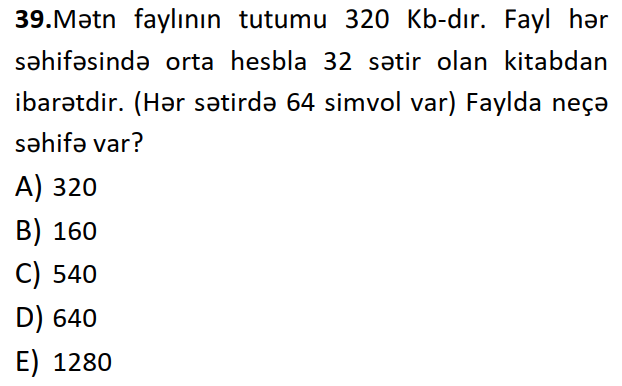 39.Mətn faylının tutumu 320 Kb-dır. Fayl hər
səhifəsində orta hesbla 32 sətir olan kitabdan
ibarətdir. (Hər sətirdə 64 simvol var) Faylda neçə
səhifə var?
A) 320
B) 160
C) 540
D) 640
E) 1280